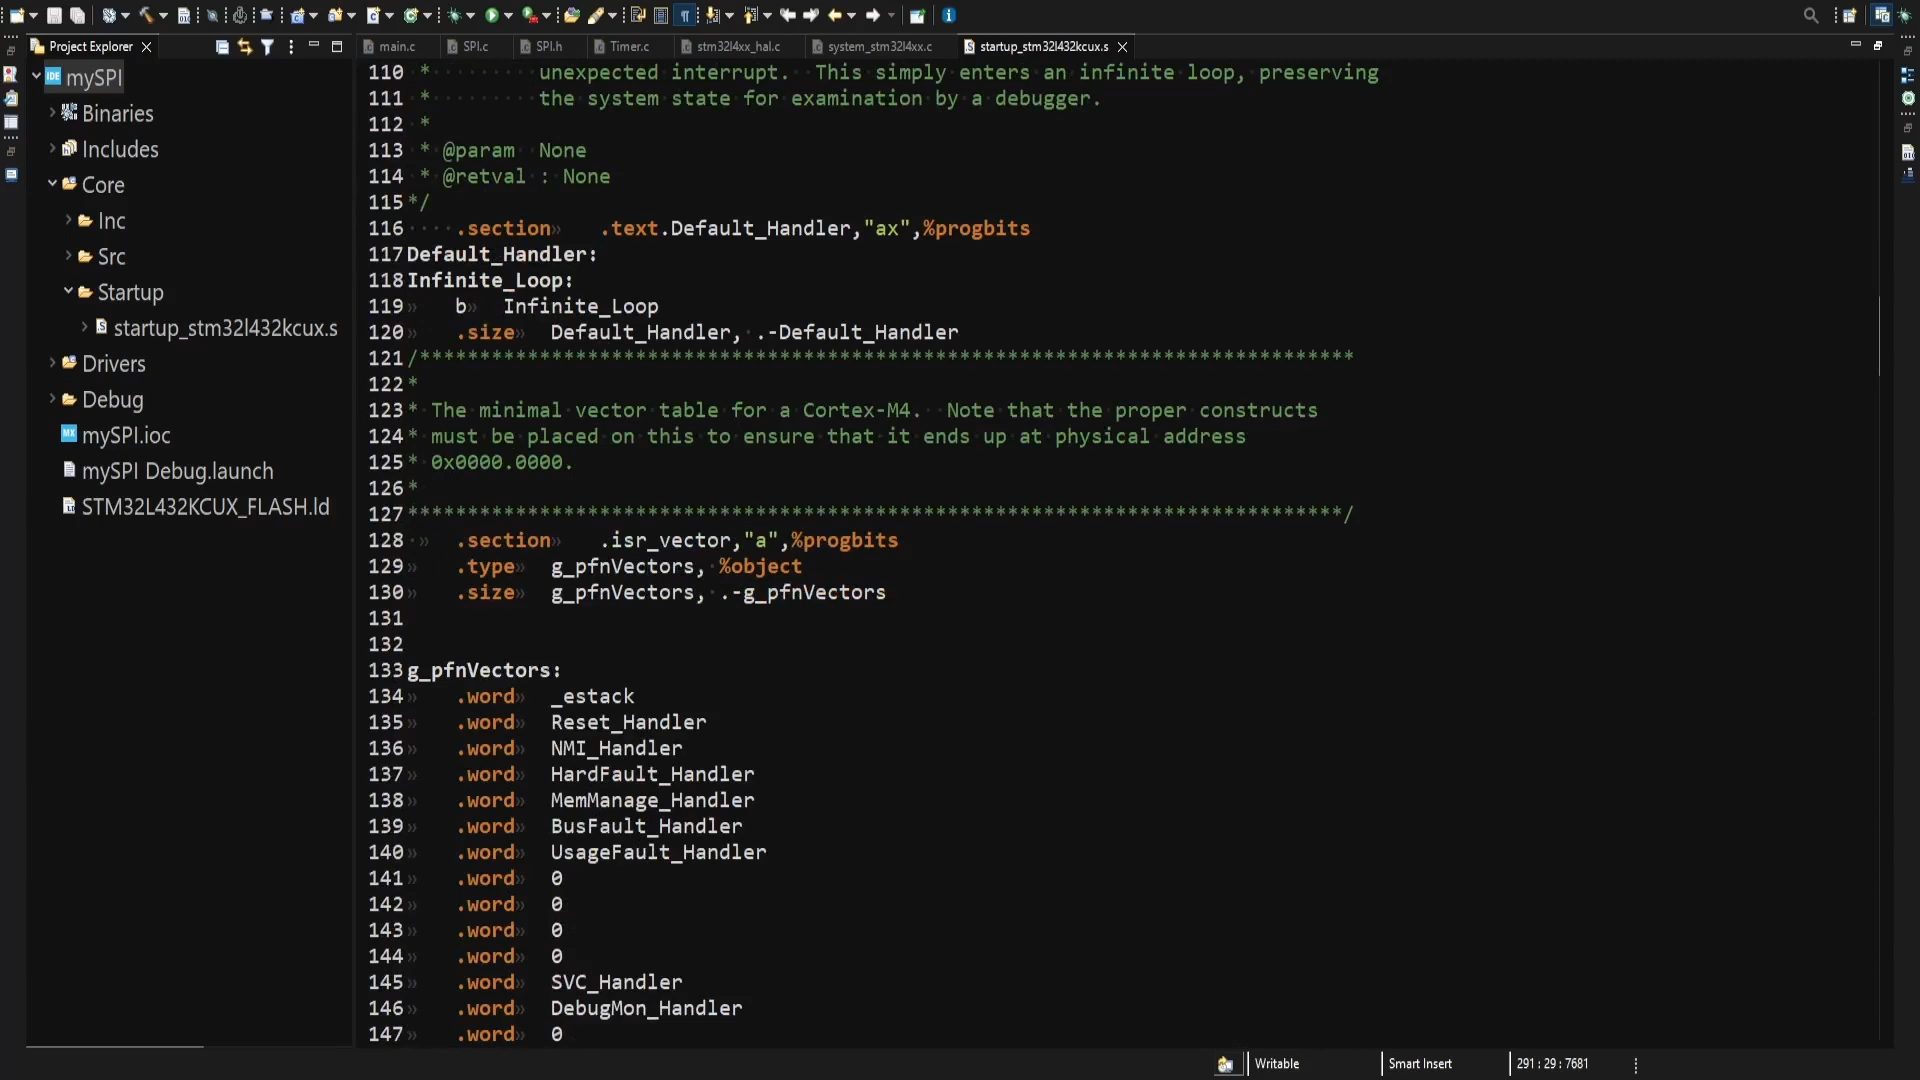 Project Explorer
main.c
SPI.c
SPI.h
Timer.c
stm32l4xx_hal.c
system_stm32l4xx.c
startup_stm32l432kcux.s
IDE mySPI
Binaries
Includes
Core
Inc
Src
Startup
startup_stm32l432kcux.s
Drivers
Debug
MX mySPI.ioc
mySPI Debug.launch
STM32L432KCUX_FLASH.ld
110 * unexpected interrupt. This simply enters an infinite loop, preserving
111 * the system state for examination by a debugger.
112 *
113 * @param None
114 * @retval : None
115 */
116 .section .text.Default_Handler,"ax",%progbits
117 Default_Handler:
118 Infinite_Loop:
119 b Infinite_Loop
120 .size Default_Handler, .-Default_Handler
121 /******************************************************************************
122 *
123 * The minimal vector table for a Cortex-M4. Note that the proper constructs
124 * must be placed on this to ensure that it ends up at physical address
125 * 0x0000.0000.
126 *
127 ******************************************************************************/
128 .section .isr_vector,"a",%progbits
129 .type g_pfnVectors, %object
130 .size g_pfnVectors, .-g_pfnVectors
131
132
133 g_pfnVectors:
134 .word _estack
135 .word Reset_Handler
136 .word NMI_Handler
137 .word HardFault_Handler
138 .word MemManage_Handler
139 .word BusFault_Handler
140 .word UsageFault_Handler
141 .word 0
142 .word 0
143 .word 0
144 .word 0
145 .word SVC_Handler
146 .word DebugMon_Handler
147 .word 0
Writable
Smart Insert
291 : 29 : 7681